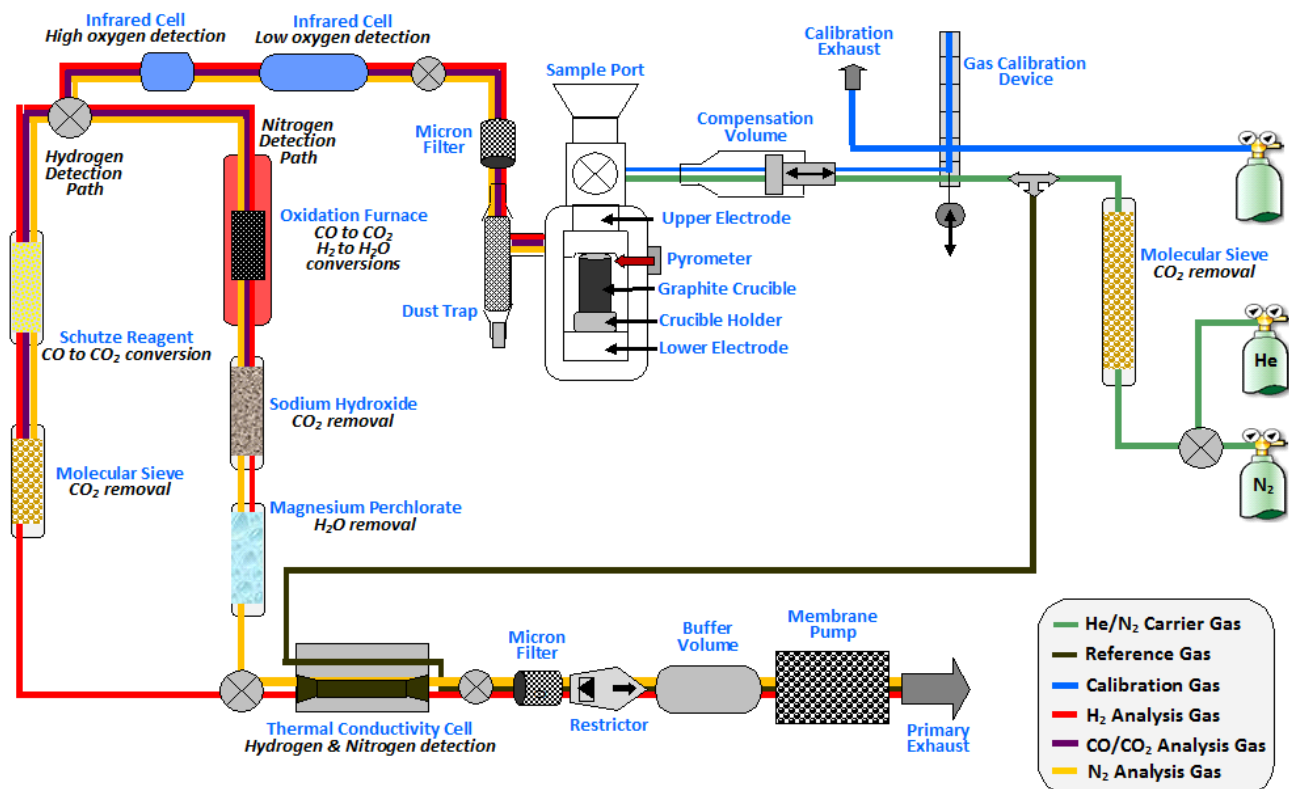 Infrared Cell
High oxygen detection
Infrared Cell
Low oxygen detection
Calibration
Exhaust
Gas Calibration
Device
Sample Port
Compensation
Volume
Micron
Filter
Nitrogen
Detection
Path
Hydrogen
Detection
Path
Oxidation Furnace
CO to CO₂
H₂ to H₂O
conversions
Upper Electrode
Pyrometer
Graphite Crucible
Crucible Holder
Lower Electrode
Dust Trap
Molecular Sieve
CO₂ removal
Schutze Reagent
CO to CO₂ conversion
He
Sodium Hydroxide
CO₂ removal
Molecular Sieve
CO₂ removal
N₂
Magnesium Perchlorate
H₂O removal
Micron
Filter
Buffer
Volume
Membrane
Pump
Thermal Conductivity Cell
Hydrogen & Nitrogen detection
Restrictor
Primary
Exhaust
He/N₂ Carrier Gas
Reference Gas
Calibration Gas
H₂ Analysis Gas
CO/CO₂ Analysis Gas
N₂ Analysis Gas